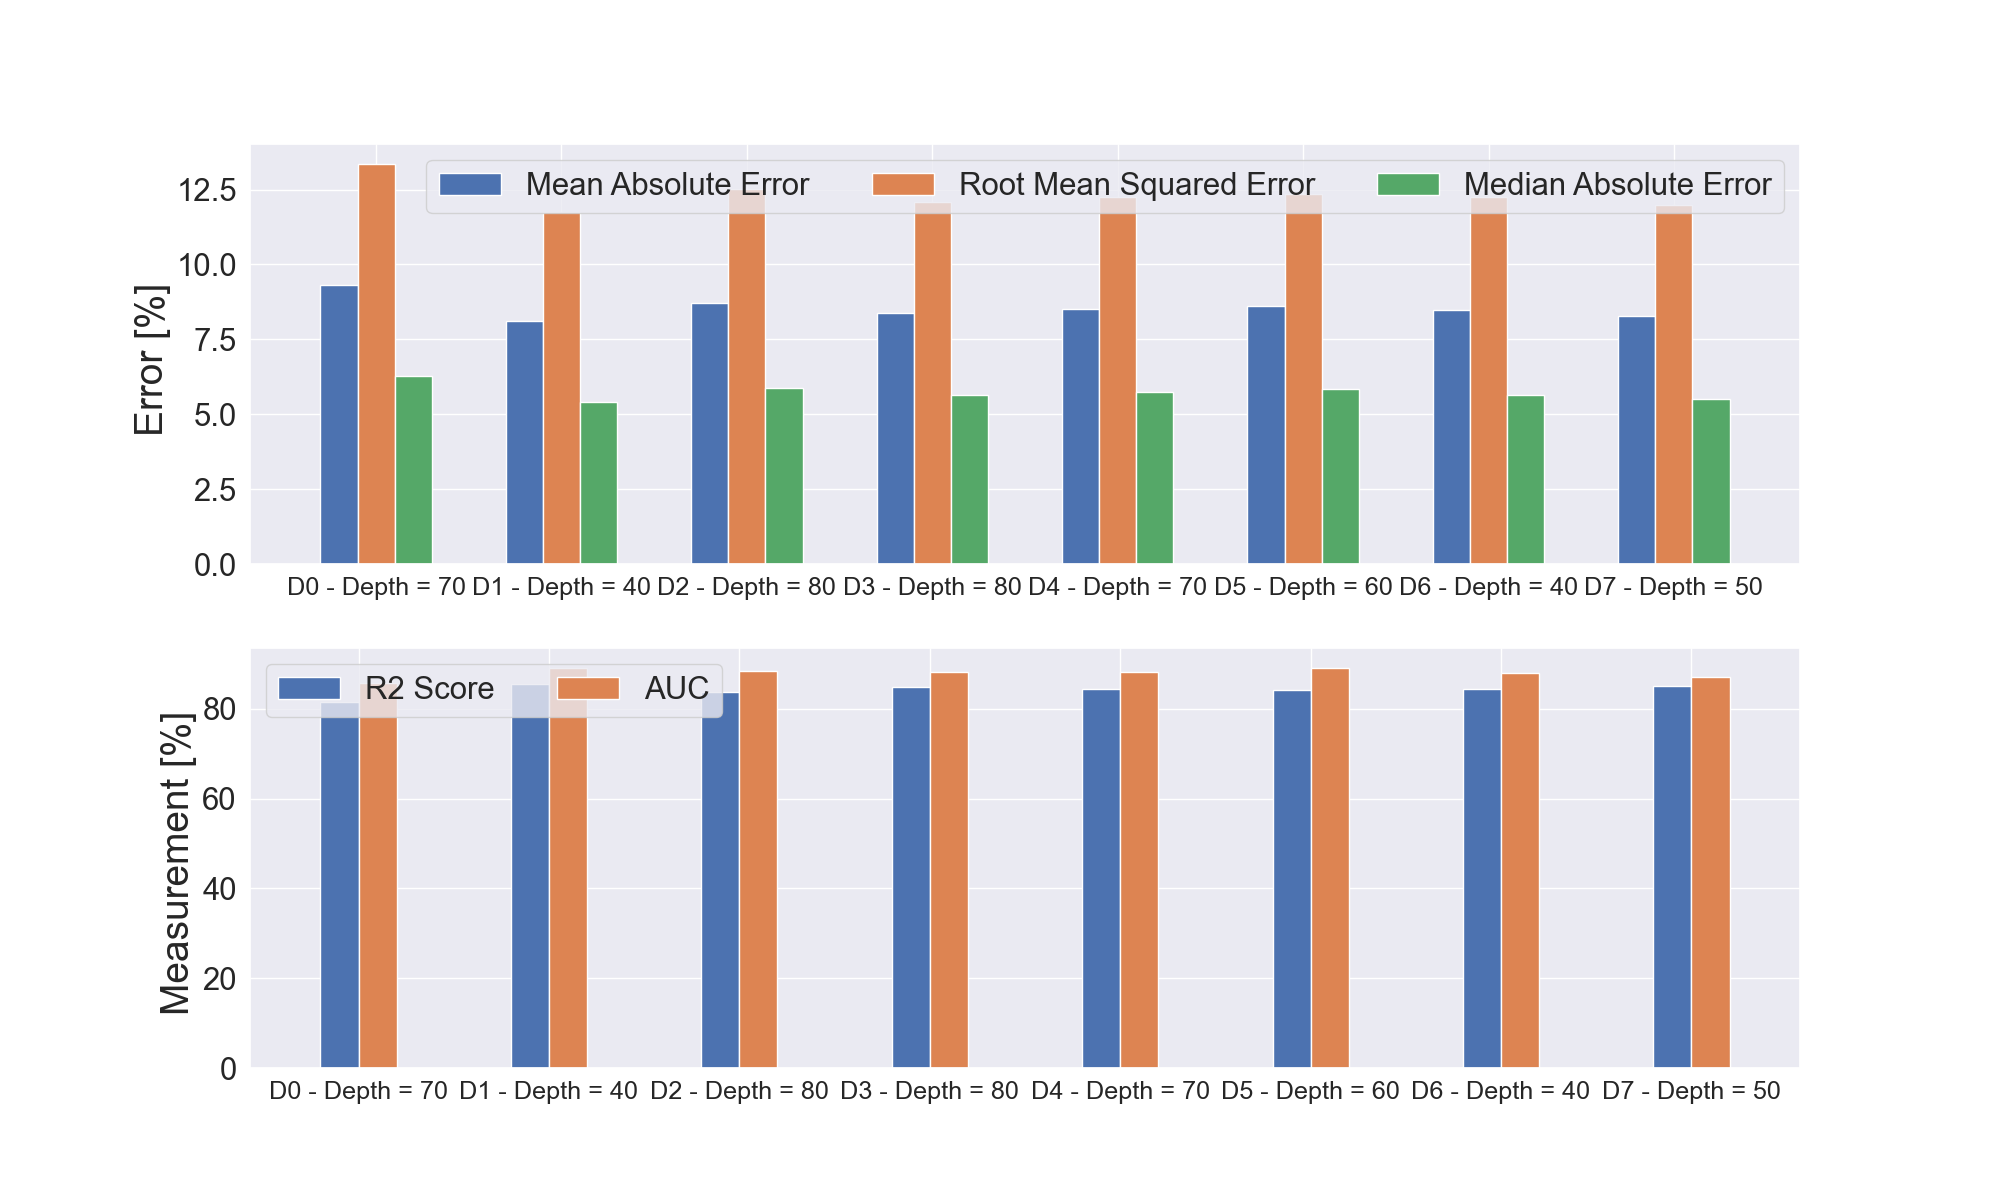 Mean Absolute Error Root Mean Squared Error Median Absolute Error
Error [%]
12.5
10.0
7.5
5.0
2.5
0.0
D0 - Depth = 70 D1 - Depth = 40 D2 - Depth = 80 D3 - Depth = 80 D4 - Depth = 70 D5 - Depth = 60 D6 - Depth = 40 D7 - Depth = 50
R2 Score AUC
Measurement [%]
80
60
40
20
0
D0 - Depth = 70 D1 - Depth = 40 D2 - Depth = 80 D3 - Depth = 80 D4 - Depth = 70 D5 - Depth = 60 D6 - Depth = 40 D7 - Depth = 50